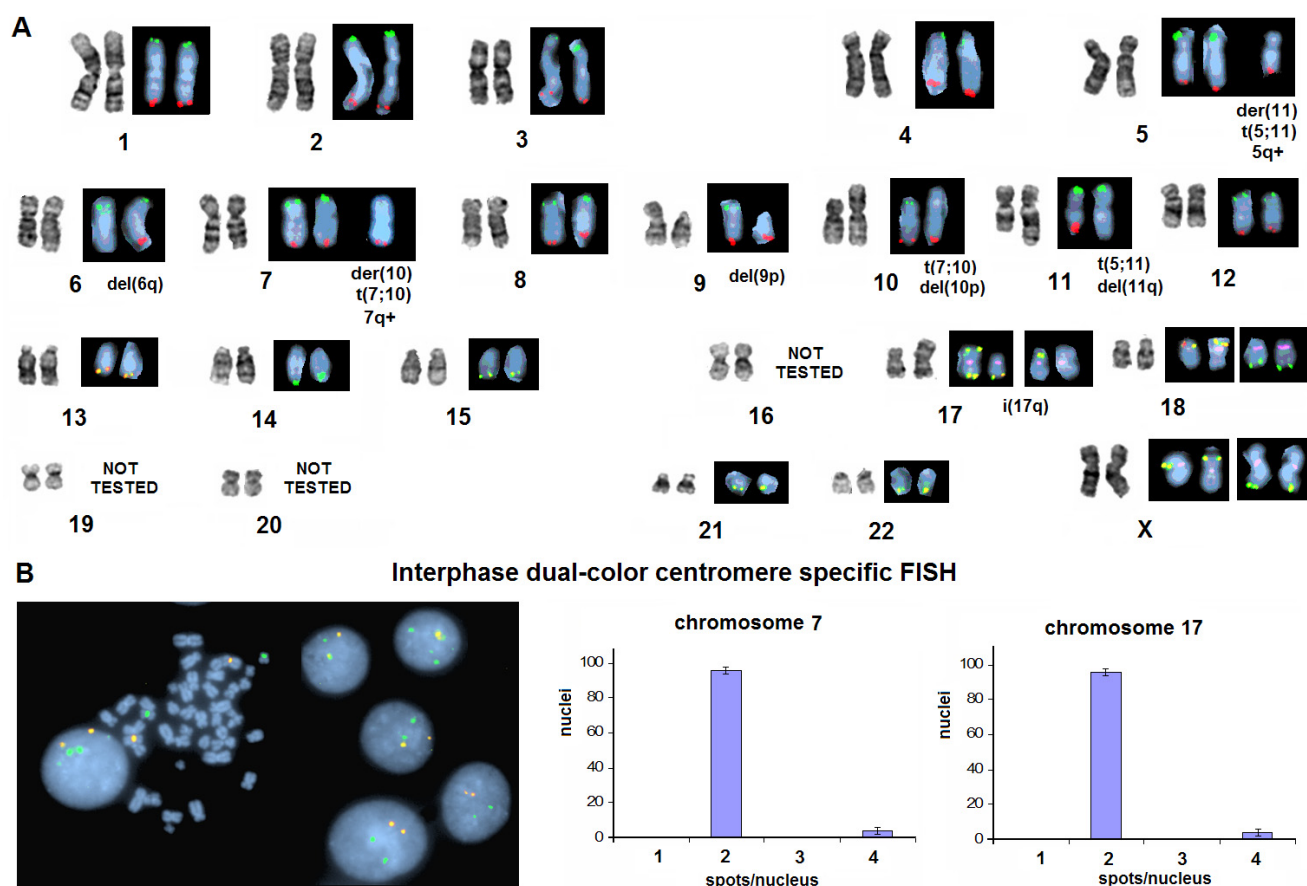 A
1 2 3 4 5
der(11)
t(5;11)
5q+
6 del(6q) 7 der(10)
t(7;10)
7q+
8 9 del(9p) 10 t(7;10)
del(10p)
11 t(5;11)
del(11q)
12
13 14 15
NOT
TESTED
16 17 i(17q) 18
NOT
TESTED
19
NOT
TESTED
20 21 22 X
B Interphase dual-color centromere specific FISH
chromosome 7
nuclei
100
80
60
40
20
0
1 2 3 4
spots/nucleus
chromosome 17
nuclei
100
80
60
40
20
0
1 2 3 4
spots/nucleus